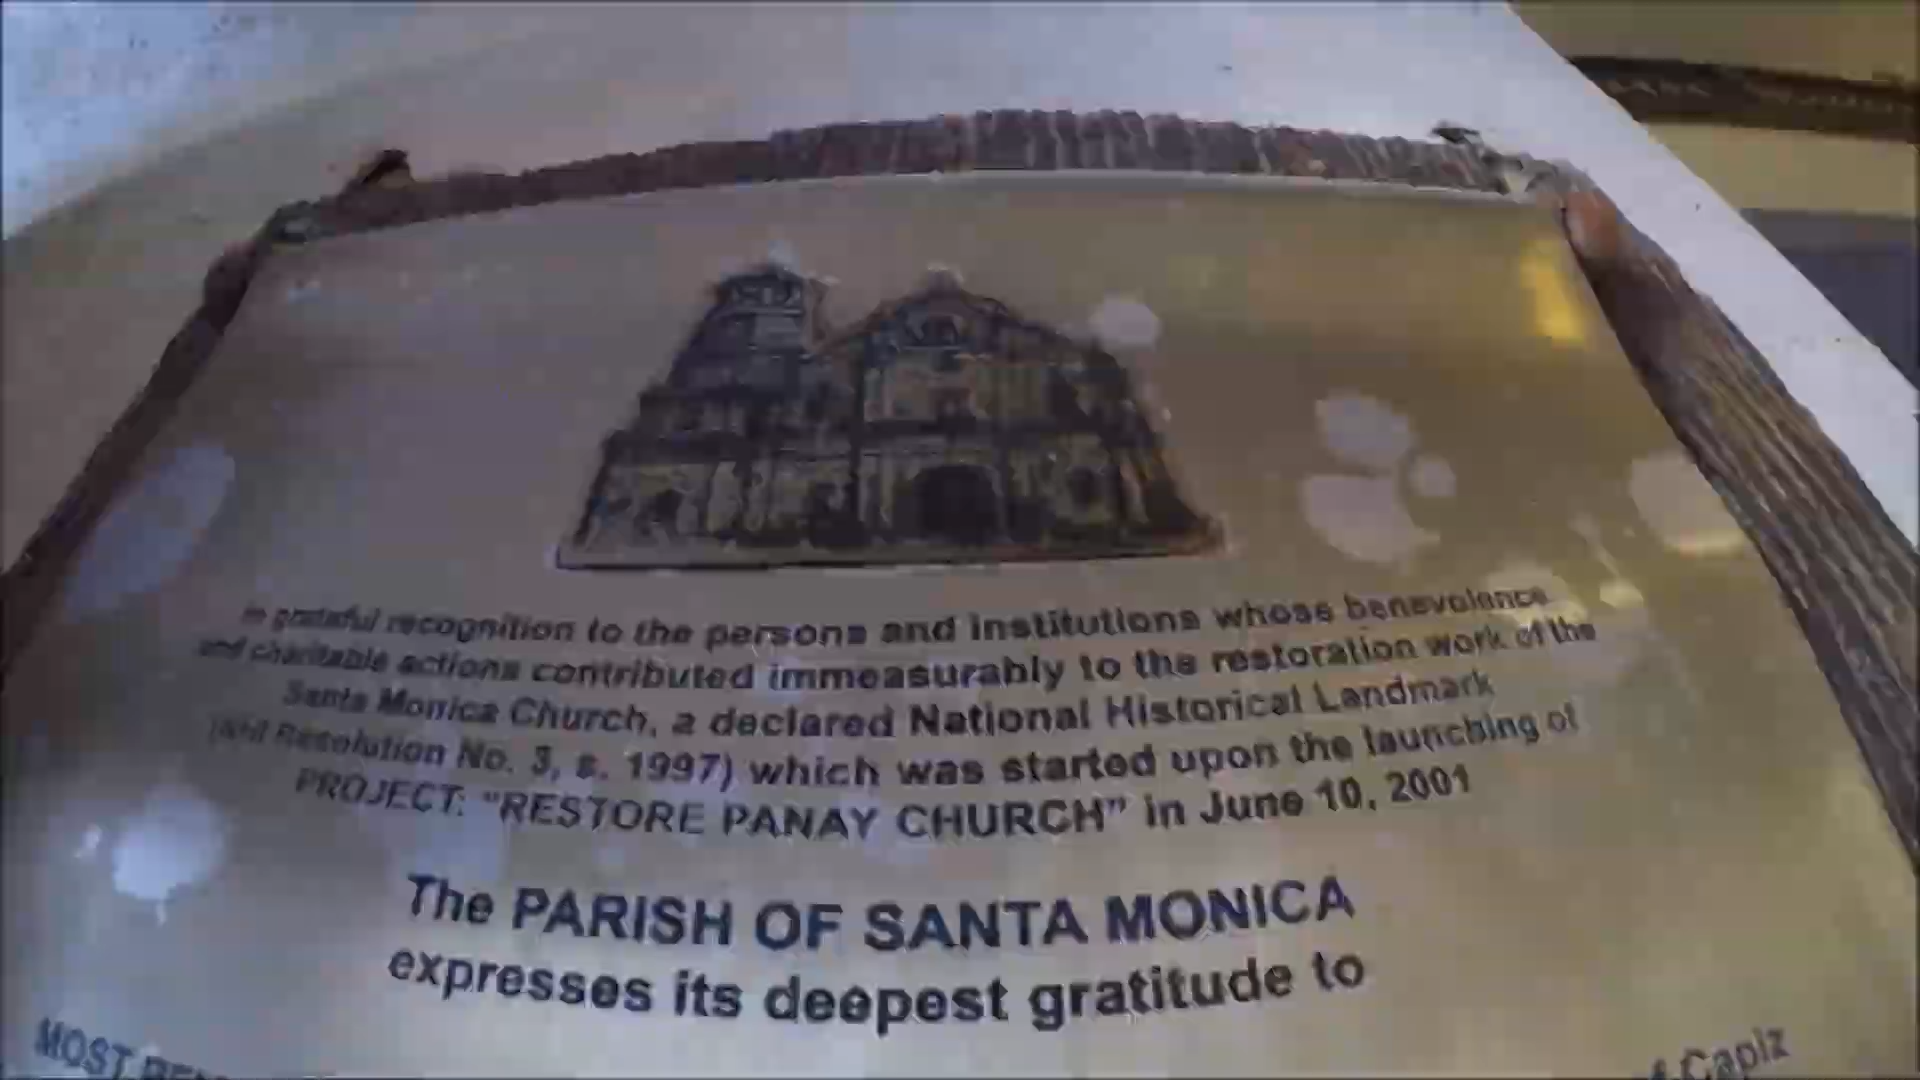 In grateful recognition to the persons and institutions whose benevolence
and charitable actions contributed immeasurably to the restoration work of the
Santa Monica Church, a declared National Historical Landmark
Resolution No. 3, s. 1997) which was started upon the launching of
PROJECT: "RESTORE PANAY CHURCH" in June 10, 2001
The PARISH OF SANTA MONICA
expresses its deepest gratitude to
MOST
of Capiz